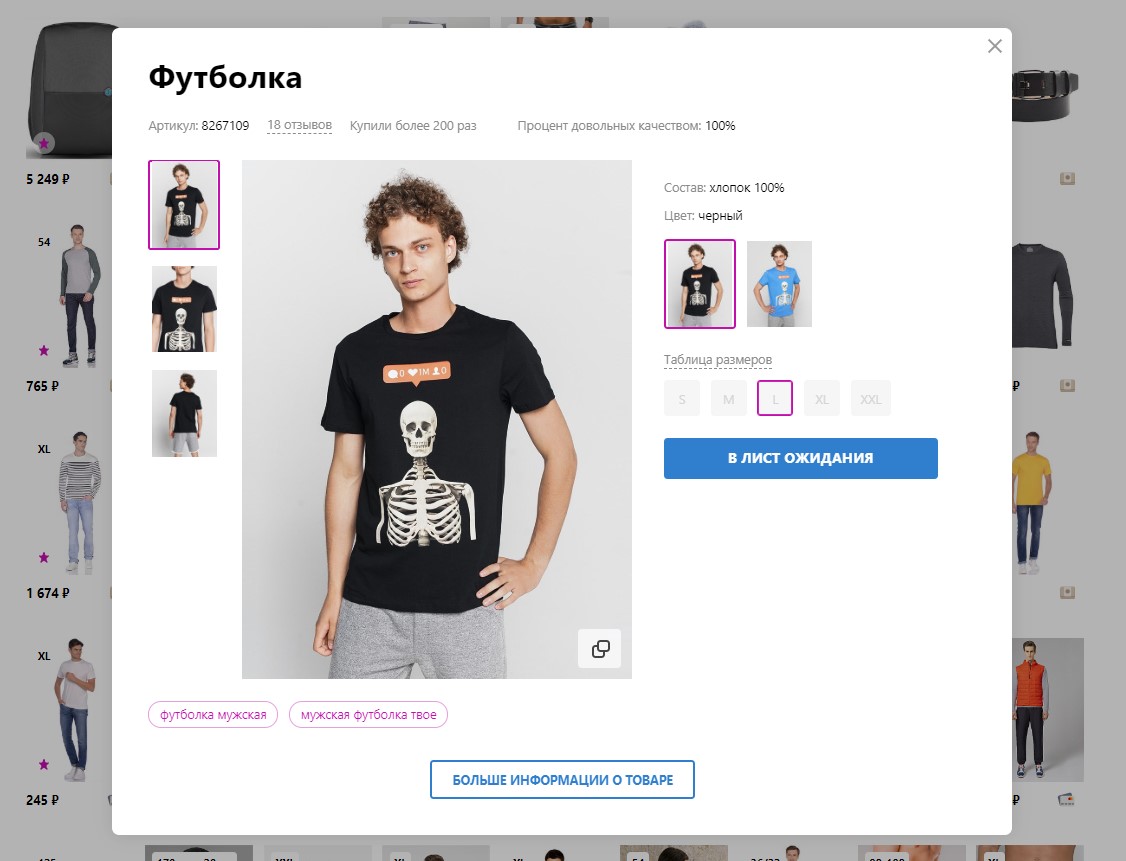 Футболка
Артикул: 8267109 18 отзывов Купили более 200 раз Процент довольных качеством: 100%
5 249 ₽
Состав: хлопок 100%
Цвет: черный
54
0 1M 0
Таблица размеров
765 ₽ ₽
S M L XL XXL
XL
В ЛИСТ ОЖИДАНИЯ
1 674 ₽
XL
футболка мужская мужская футболка твое
БОЛЬШЕ ИНФОРМАЦИИ О ТОВАРЕ
245 ₽ ₽